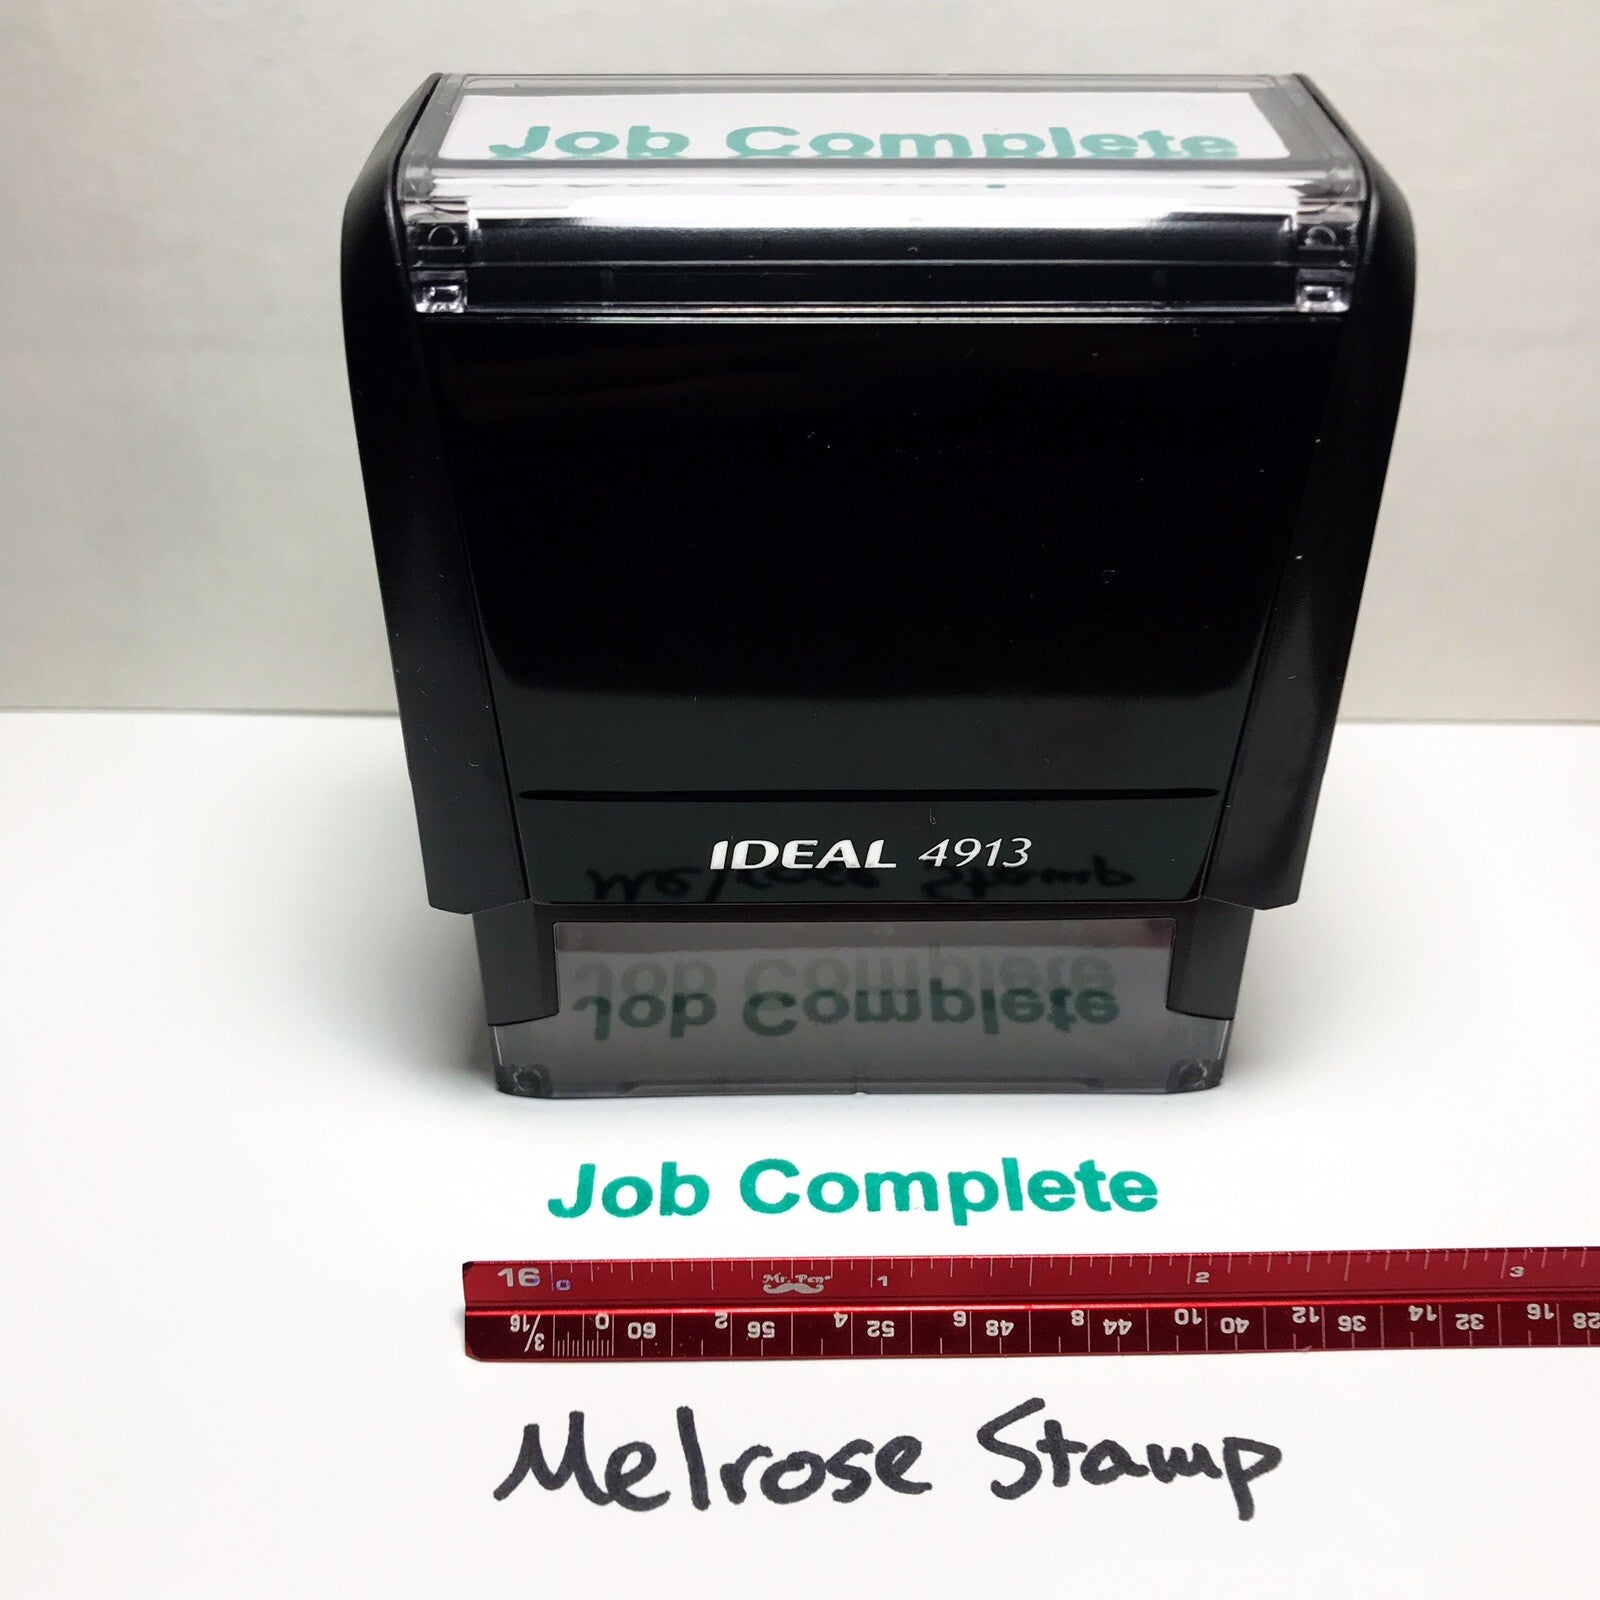 Job Complete
IDEAL 4913
Job Complete
Job Complete
16 0 Mr. Pen 1 2 3
3/16 0 60 2 56 4 52 6 48 8 44 10 40 12 36 14 32 16 28
Melrose Stamp